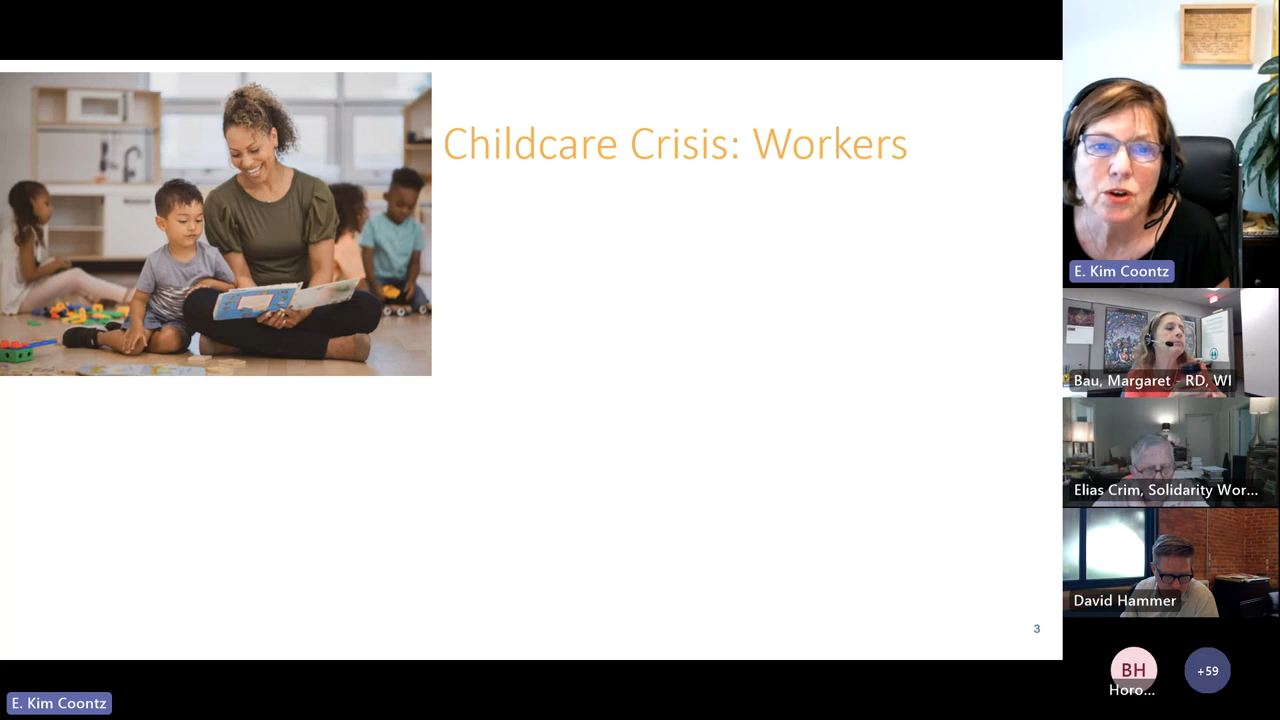 Childcare Crisis: Workers
3
E. Kim Coontz
E. Kim Coontz
Bau, Margaret - RD, WI
Elias Crim, Solidarity Wor...
David Hammer
BH
Horo...
+59